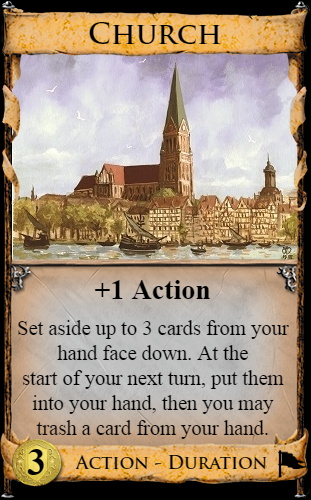 CHURCH
+1 Action
Set aside up to 3 cards from your
hand face down. At the
start of your next turn, put them
into your hand, then you may
trash a card from your hand.
3 ACTION - DURATION